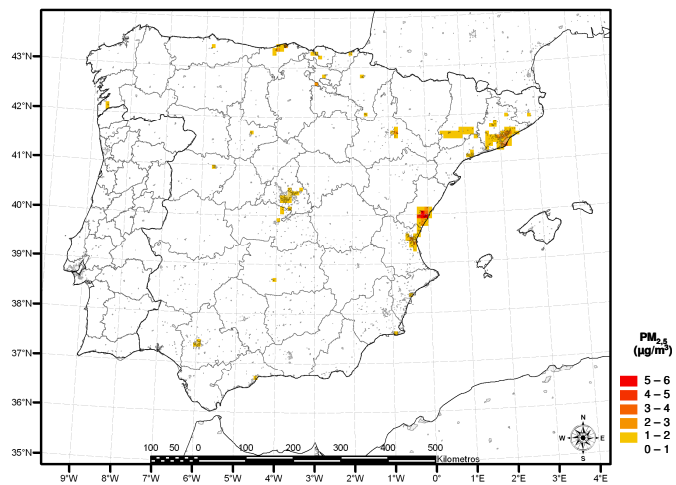 43°N
42°N
41°N
40°N
39°N
38°N
37°N
36°N
35°N
9°W 8°W 7°W 6°W 5°W 4°W 3°W 2°W 1°W 0° 1°E 2°E 3°E 4°E
100 50 0 100 200 300 400 500
Kilometros
PM2,5
(µg/m³)
5 – 6
4 – 5
3 – 4
2 – 3
1 – 2
0 – 1
N
W E
S